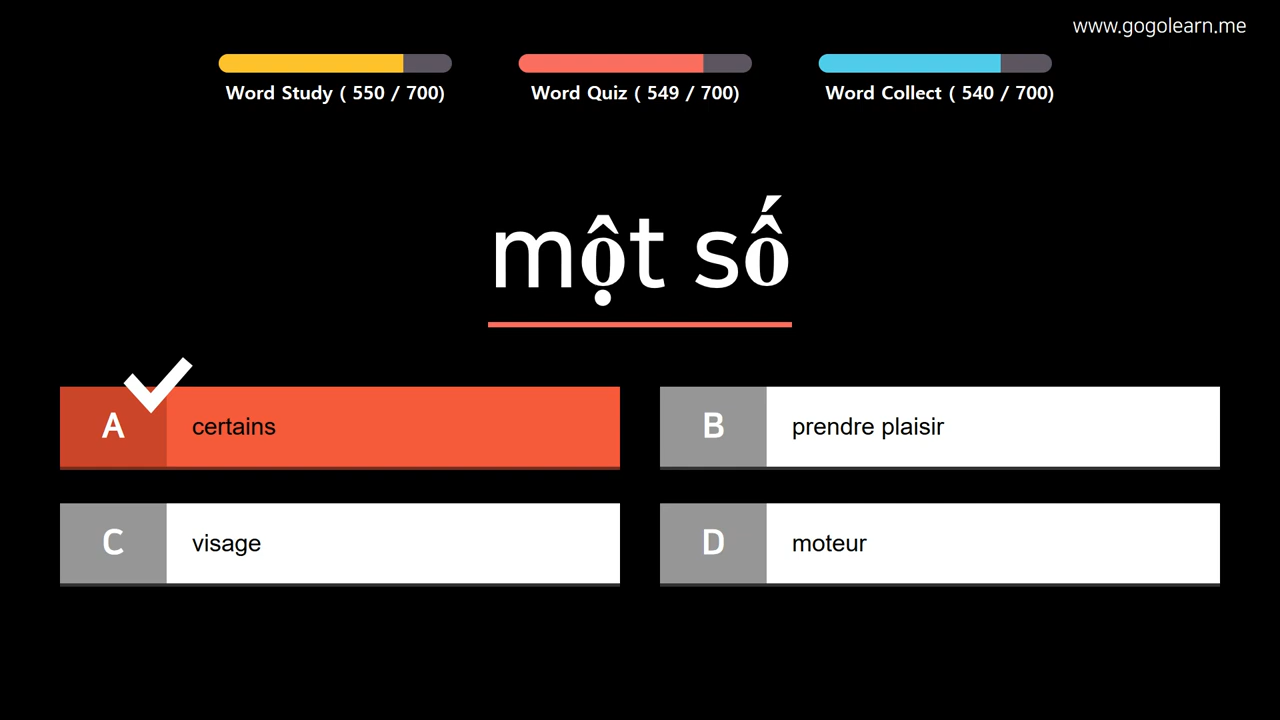 www.gogolearn.me
Word Study ( 550 / 700)
Word Quiz ( 549 / 700)
Word Collect ( 540 / 700)
một số
A certains
B prendre plaisir
C visage
D moteur